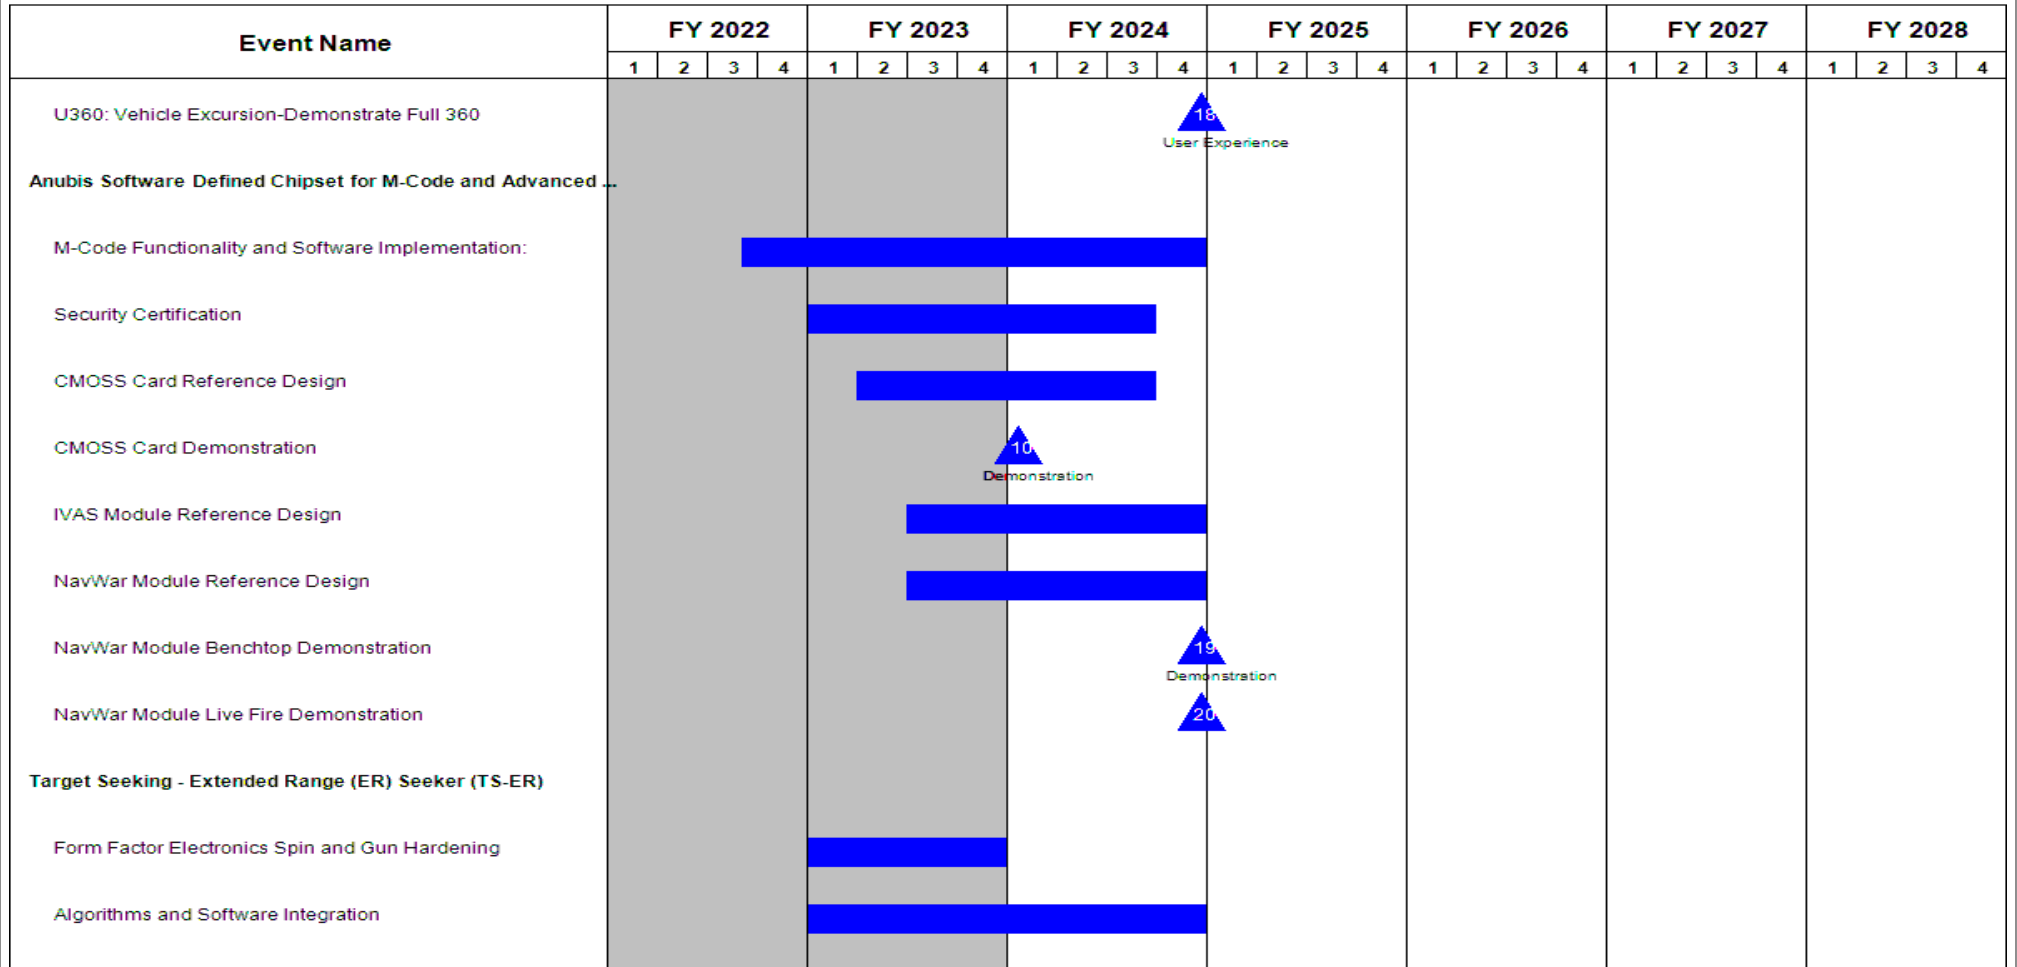 Event Name
FY 2022 FY 2023 FY 2024 FY 2025 FY 2026 FY 2027 FY 2028
1 2 3 4 1 2 3 4 1 2 3 4 1 2 3 4 1 2 3 4 1 2 3 4 1 2 3 4
U360: Vehicle Excursion-Demonstrate Full 360
18
User Experience
Anubis Software Defined Chipset for M-Code and Advanced ...
M-Code Functionality and Software Implementation:
Security Certification
CMOSS Card Reference Design
CMOSS Card Demonstration
10
Demonstration
IVAS Module Reference Design
NavWar Module Reference Design
NavWar Module Benchtop Demonstration
19
Demonstration
NavWar Module Live Fire Demonstration
20
Target Seeking - Extended Range (ER) Seeker (TS-ER)
Form Factor Electronics Spin and Gun Hardening
Algorithms and Software Integration